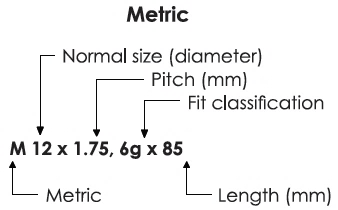 Metric
Normal size (diameter)
Pitch (mm)
Fit classification
M 12 x 1.75, 6g x 85
Metric
Length (mm)